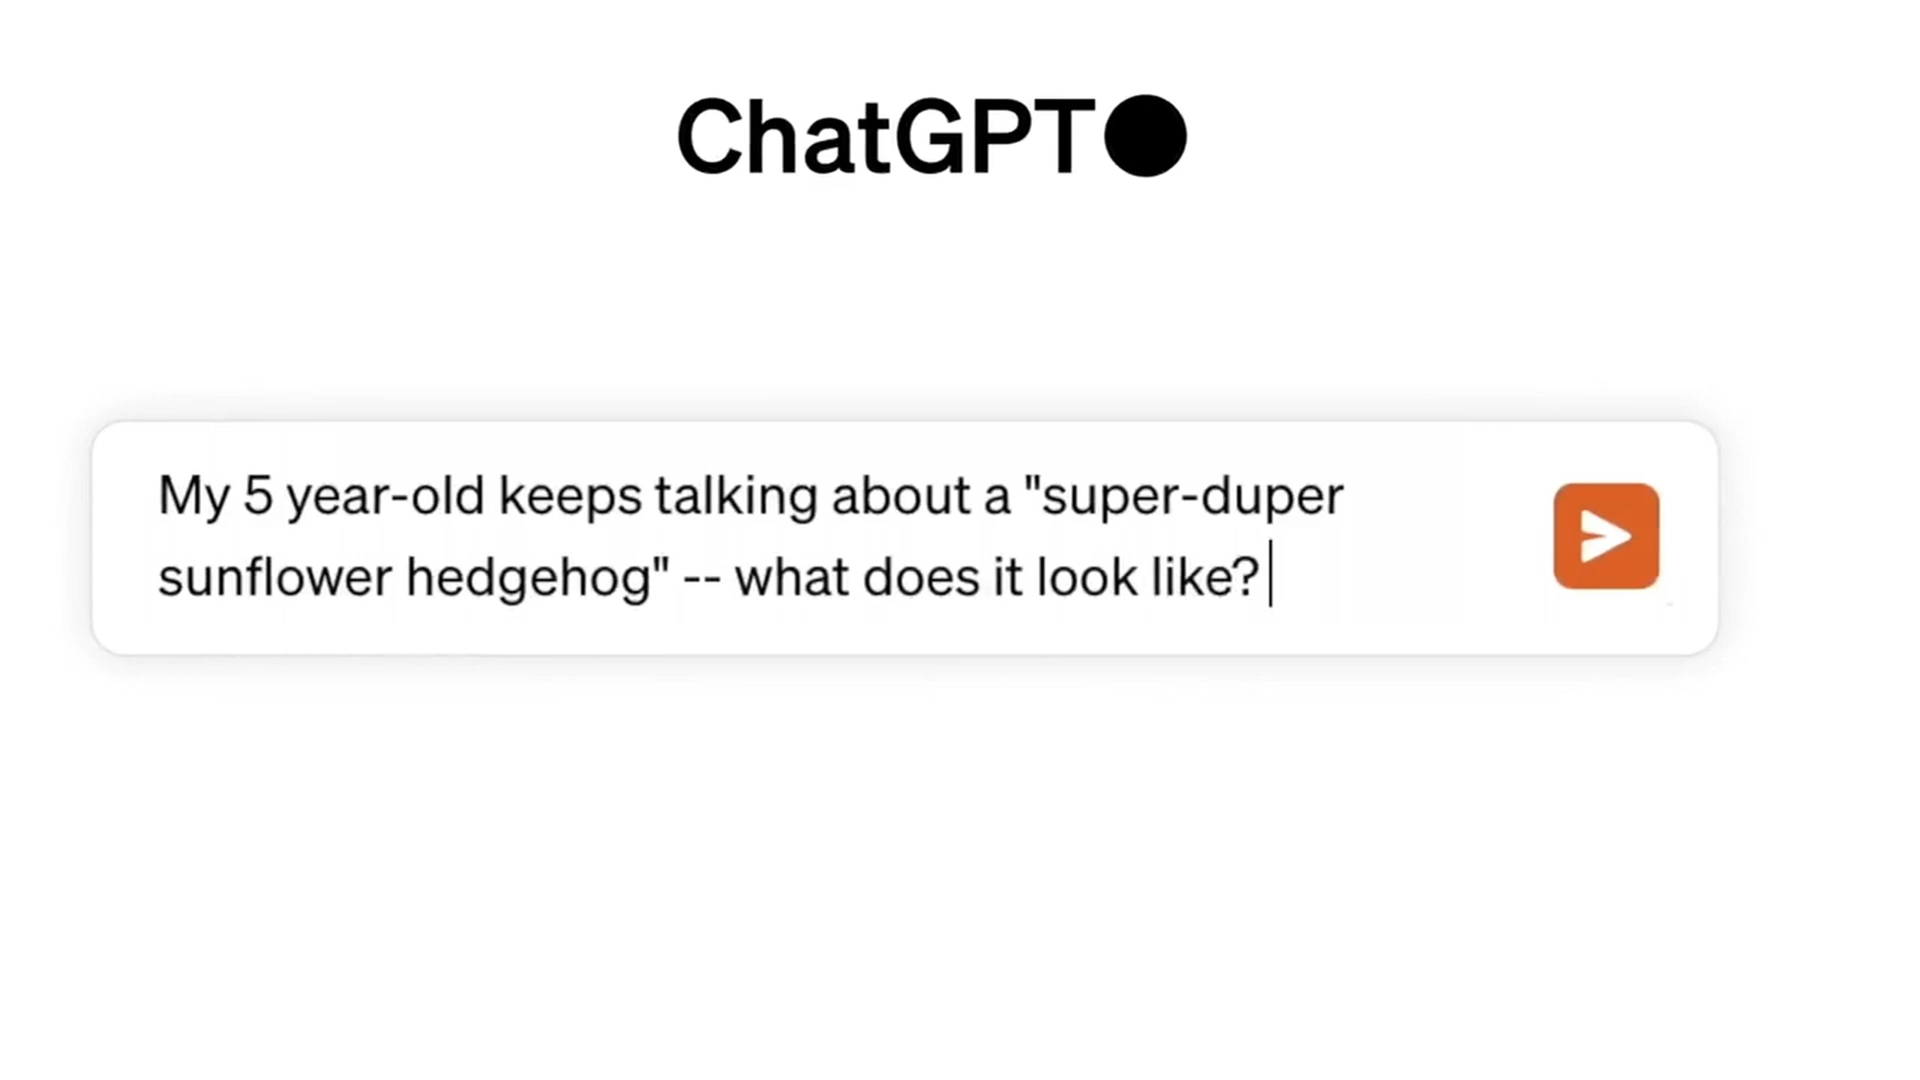 ChatGPT
My 5 year-old keeps talking about a "super-duper
sunflower hedgehog" -- what does it look like?